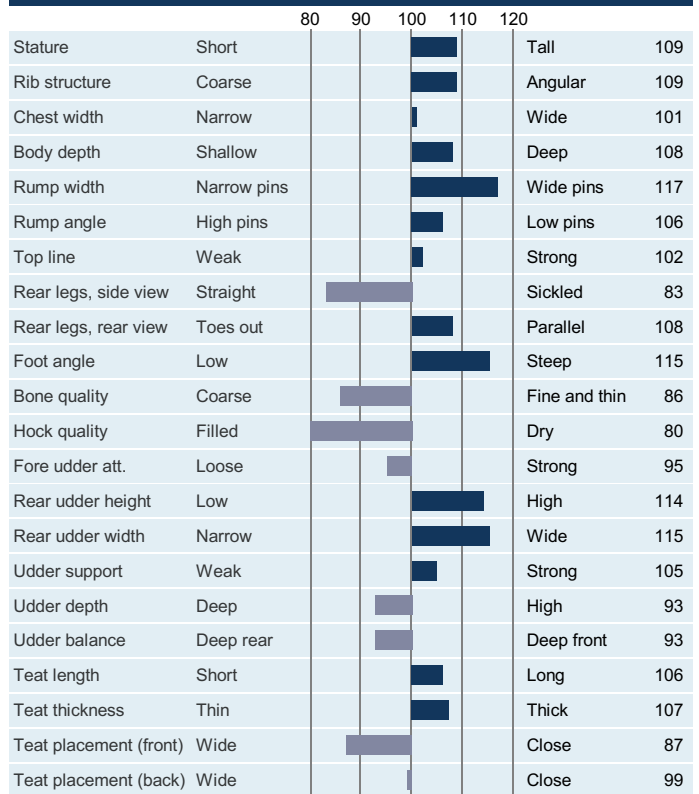 80 90 100 110 120
Stature Short Tall 109
Rib structure Coarse Angular 109
Chest width Narrow Wide 101
Body depth Shallow Deep 108
Rump width Narrow pins Wide pins 117
Rump angle High pins Low pins 106
Top line Weak Strong 102
Rear legs, side view Straight Sickled 83
Rear legs, rear view Toes out Parallel 108
Foot angle Low Steep 115
Bone quality Coarse Fine and thin 86
Hock quality Filled Dry 80
Fore udder att. Loose Strong 95
Rear udder height Low High 114
Rear udder width Narrow Wide 115
Udder support Weak Strong 105
Udder depth Deep High 93
Udder balance Deep rear Deep front 93
Teat length Short Long 106
Teat thickness Thin Thick 107
Teat placement (front) Wide Close 87
Teat placement (back) Wide Close 99